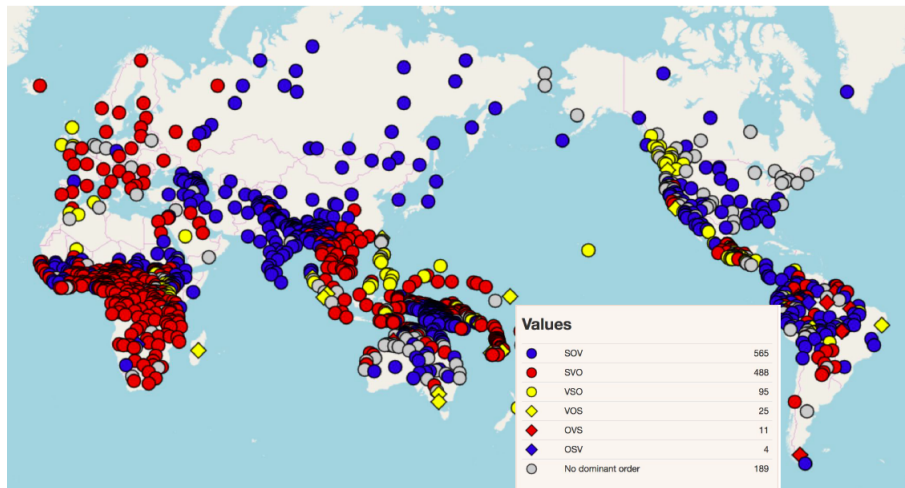 Values
SOV 565
SVO 488
VSO 95
VOS 25
OVS 11
OSV 4
No dominant order 189